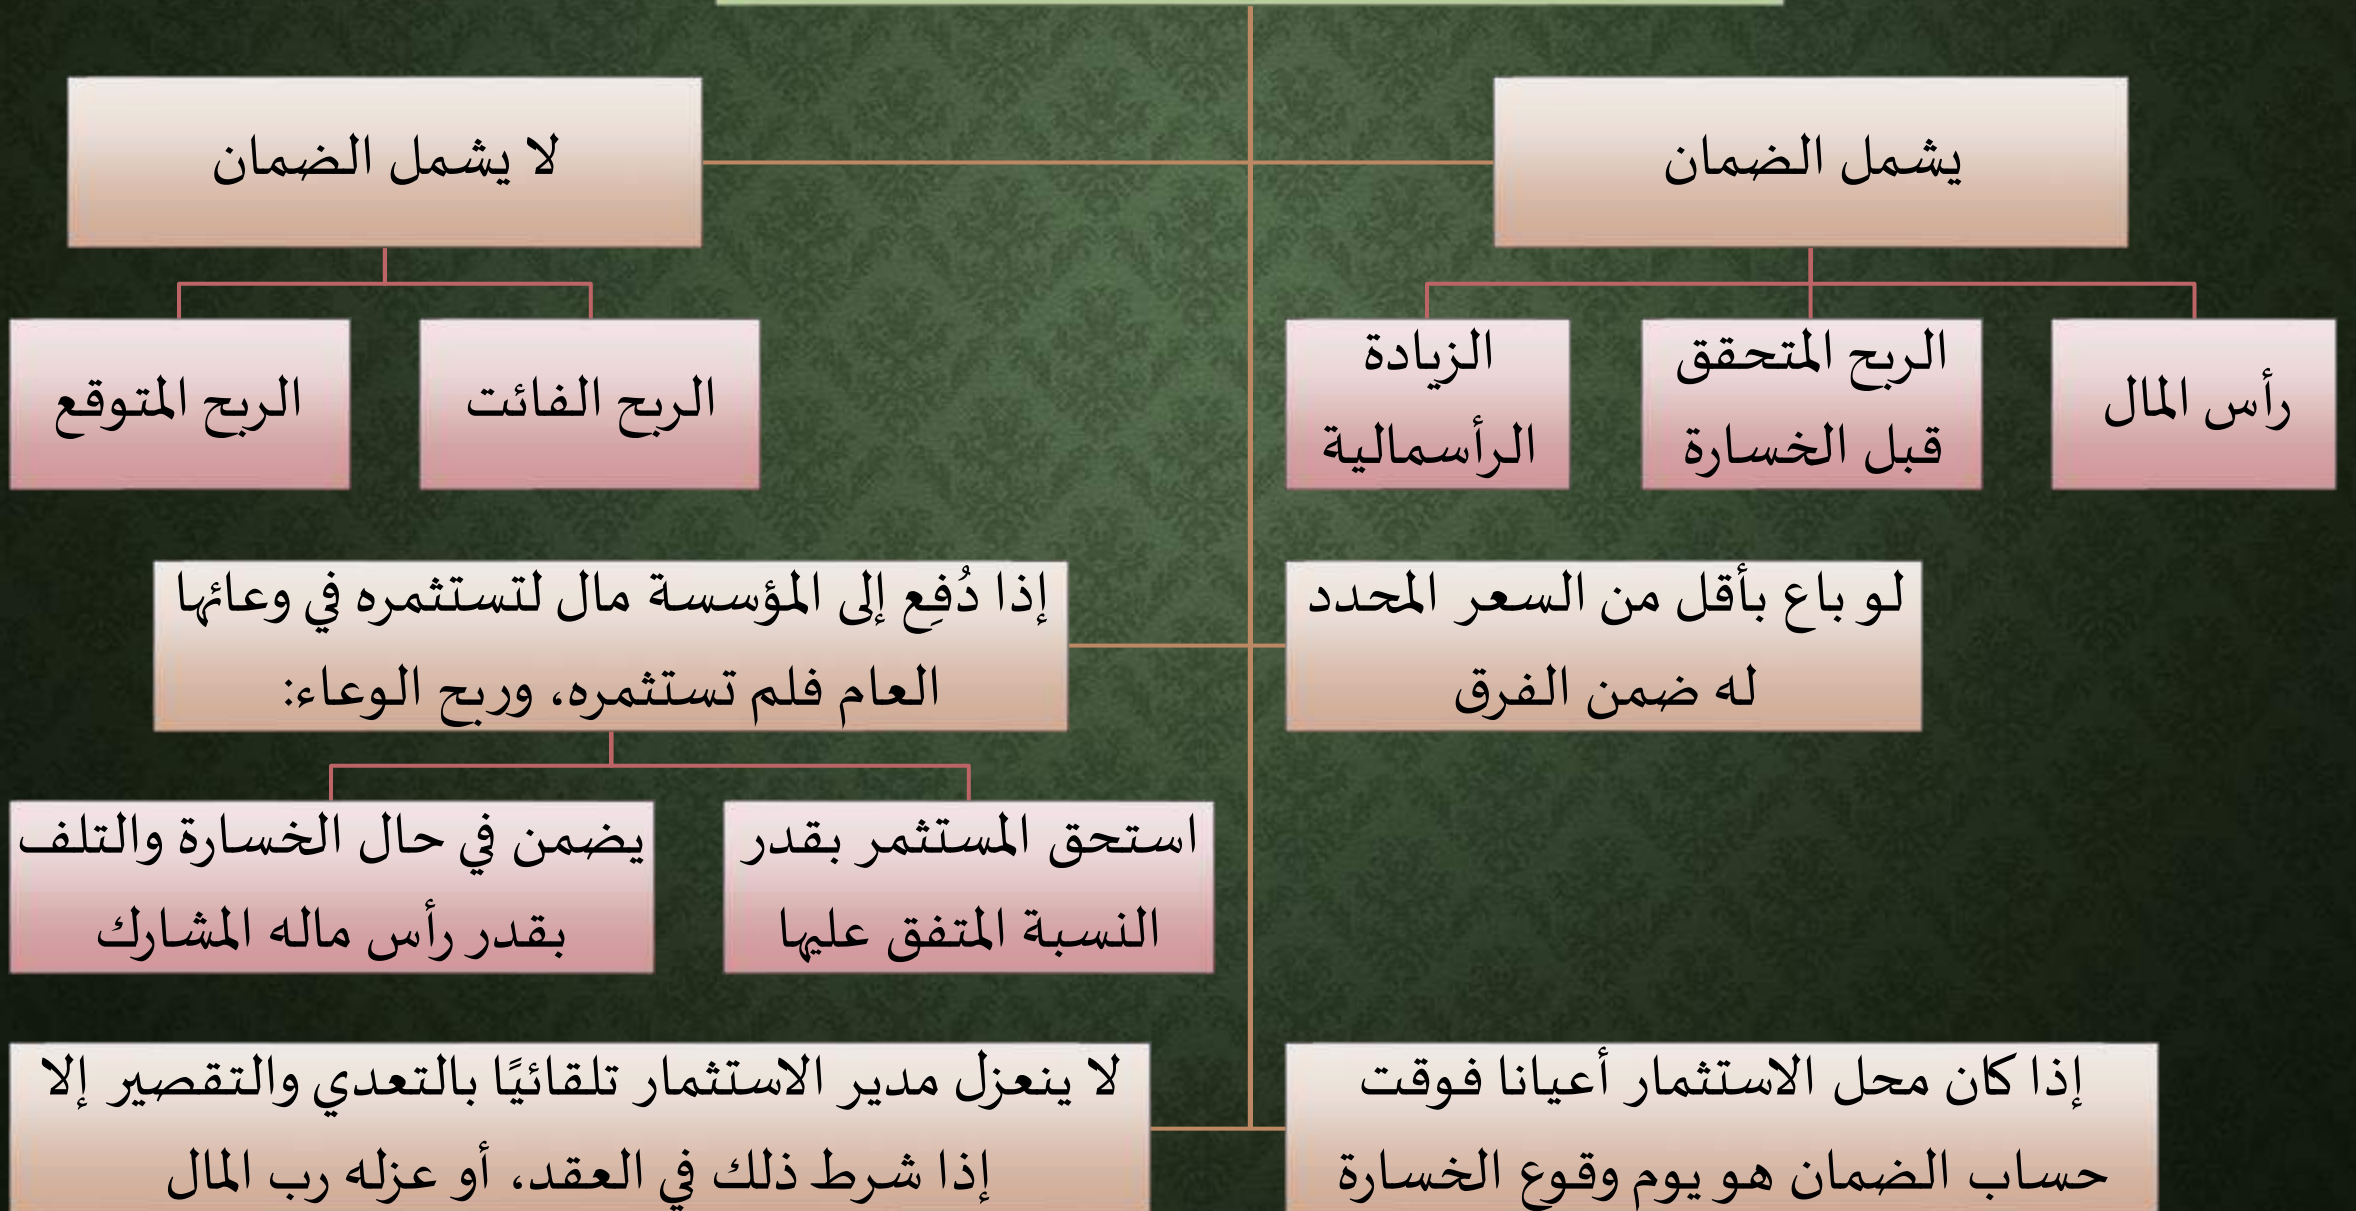 يشمل الضمان
لا يشمل الضمان
رأس المال
الربح المتحقق
قبل الخسارة
الزيادة
الرأسمالية
الربح الفائت
الربح المتوقع
لو باع بأقل من السعر المحدد
له ضمن الفرق
إذا دُفِع إلى المؤسسة مال لتستثمره في وعائها
العام فلم تستثمره، وربح الوعاء:
استحق المستثمر بقدر
النسبة المتفق عليها
يضمن في حال الخسارة والتلف
بقدر رأس ماله المشارك
إذا كان محل الاستثمار أعيانا فوقت
حساب الضمان هو يوم وقوع الخسارة
لا ينعزل مدير الاستثمار تلقائيًا بالتعدي والتقصير إلا
إذا شرط ذلك في العقد، أو عزله رب المال